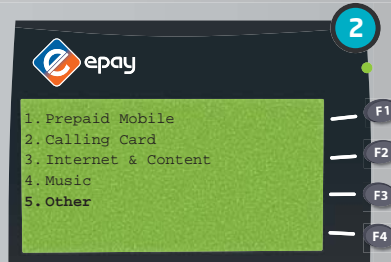 2
epay
1. Prepaid Mobile
2. Calling Card
3. Internet & Content
4. Music
5. Other
F1
F2
F3
F4